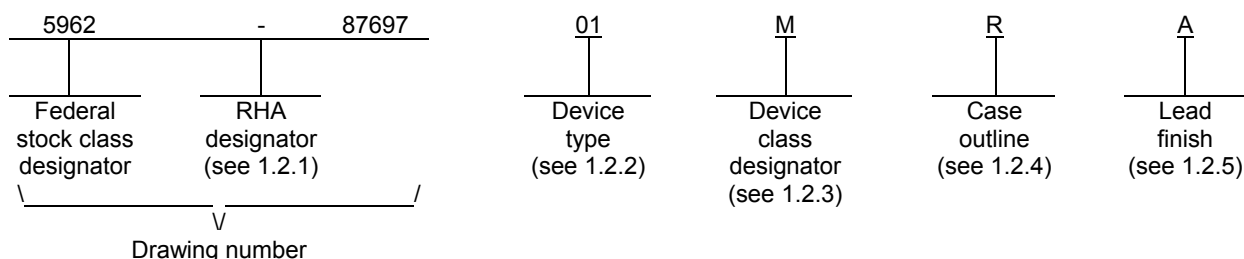 5962 - 87697 01 M R A
Federal stock class designator
RHA designator (see 1.2.1)
Device type (see 1.2.2)
Device class designator (see 1.2.3)
Case outline (see 1.2.4)
Lead finish (see 1.2.5)
\ / \/
Drawing number